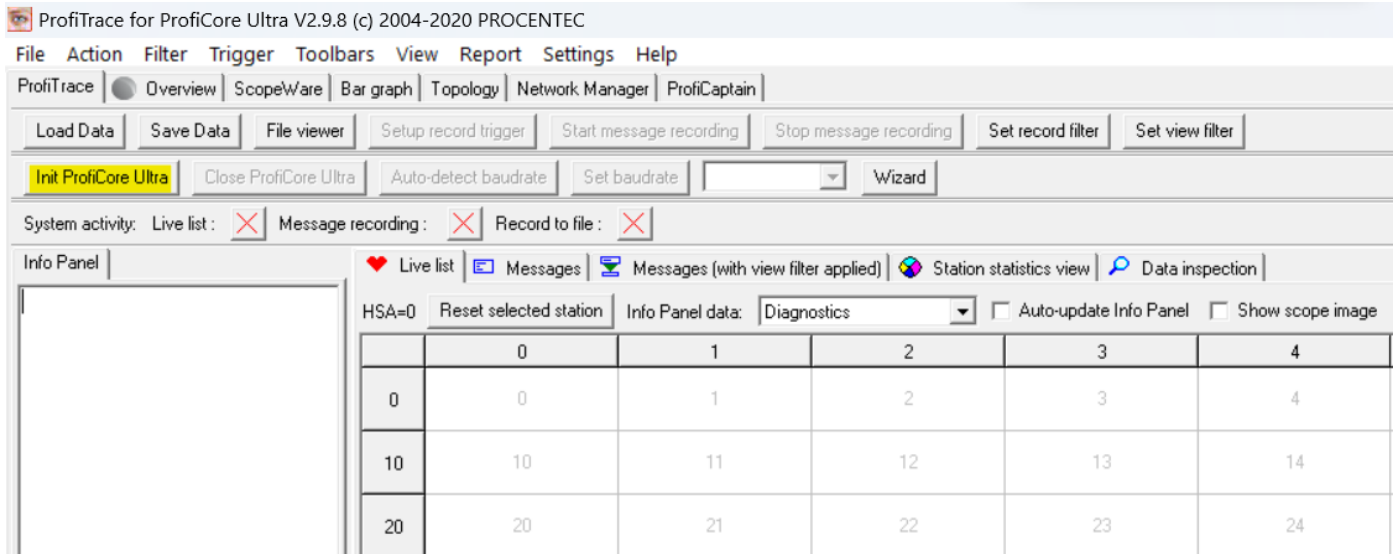 ProfiTrace for ProfiCore Ultra V2.9.8 (c) 2004-2020 PROCENTEC
File Action Filter Trigger Toolbars View Report Settings Help
ProfiTrace Overview ScopeWare Bar graph Topology Network Manager ProfiCaptain
Load Data Save Data File viewer Setup record trigger Start message recording Stop message recording Set record filter Set view filter
Init ProfiCore Ultra Close ProfiCore Ultra Auto-detect baudrate Set baudrate Wizard
System activity: Live list : Message recording : Record to file :
Info Panel Live list Messages Messages (with view filter applied) Station statistics view Data inspection
HSA=0 Reset selected station Info Panel data: Diagnostics Auto-update Info Panel Show scope image
0 1 2 3 4
0 0 1 2 3 4
10 10 11 12 13 14
20 20 21 22 23 24